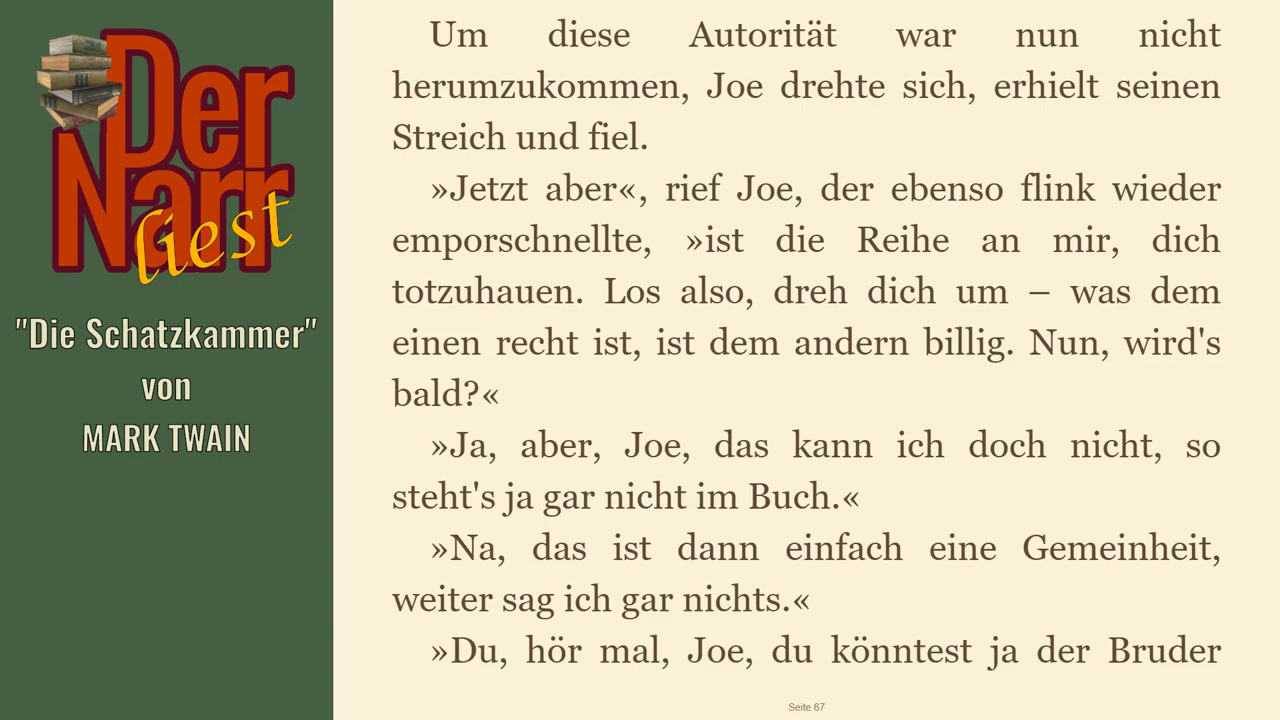 Der
Narr
liest
"Die Schatzkammer"
von
MARK TWAIN
Um diese Autorität war nun nicht
herumzukommen, Joe drehte sich, erhielt seinen
Streich und fiel.
»Jetzt aber«, rief Joe, der ebenso flink wieder
emporschnellte, »ist die Reihe an mir, dich
totzuhauen. Los also, dreh dich um – was dem
einen recht ist, ist dem andern billig. Nun, wird's
bald?«
»Ja, aber, Joe, das kann ich doch nicht, so
steht's ja gar nicht im Buch.«
»Na, das ist dann einfach eine Gemeinheit,
weiter sag ich gar nichts.«
»Du, hör mal, Joe, du könntest ja der Bruder
Seite 67